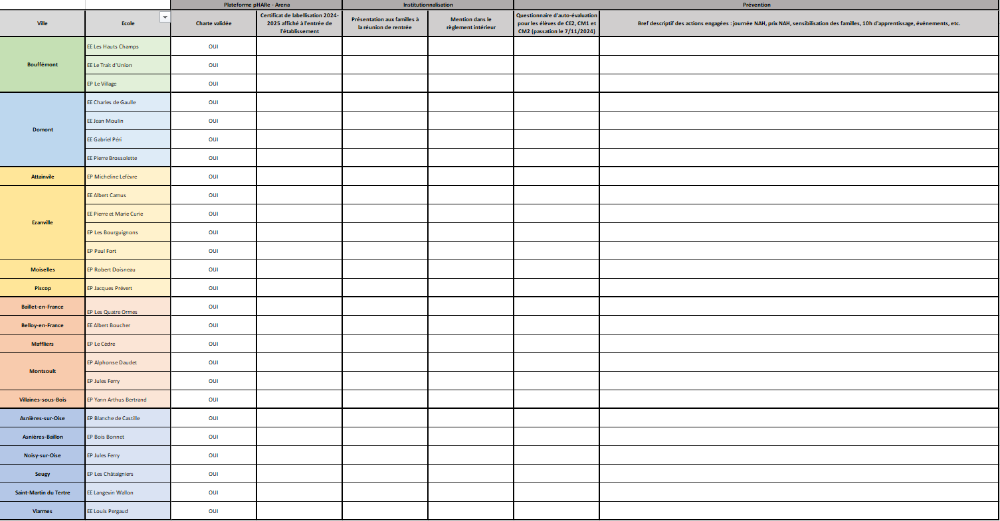 Plateforme pHARe - Arena Institutionnalisation Prévention
Ville Ecole Charte validée Certificat de labellisation 2024-2025 affiché à l'entrée de l'établissement Présentation aux familles à la réunion de rentrée Mention dans le règlement intérieur Questionnaire d'auto-évaluation pour les élèves de CE2, CM1 et CM2 (passation le 7/11/2024) Bref descriptif des actions engagées : journée NAH, prix NAH, sensibilisation des familles, 10h d'apprentissage, événements, etc.
Bouffémont EE Les Hauts Champs OUI
EE Le Trait d'Union OUI
EP Le Village OUI
Domont EE Charles de Gaulle OUI
EE Jean Moulin OUI
EE Gabriel Péri OUI
EE Pierre Brossolette OUI
Attainvile EP Micheline Lefèvre OUI
Ezanville EE Albert Camus OUI
EE Pierre et Marie Curie OUI
EP Les Bourguignons OUI
EP Paul Fort OUI
Moiselles EP Robert Doisneau OUI
Piscop EP Jacques Prévert OUI
Baillet-en-France EP Les Quatre Ormes OUI
Belloy-en-France EE Albert Boucher OUI
Maffliers EP Le Cèdre OUI
Montsoult EP Alphonse Daudet OUI
EP Jules Ferry OUI
Villaines-sous-Bois EP Yann Arthus Bertrand OUI
Asnières-sur-Oise EP Blanche de Castille OUI
Asnières-Baillon EP Bois Bonnet OUI
Noisy-sur-Oise EP Jules Ferry OUI
Seugy EP Les Châtaigniers OUI
Saint-Martin du Tertre EE Langevin Wallon OUI
Viarmes EE Louis Pergaud OUI